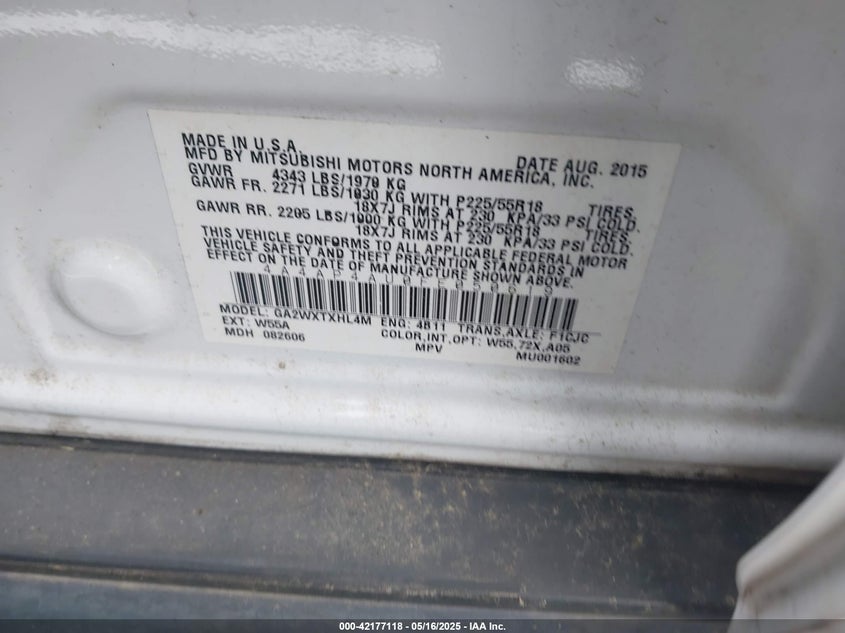 MADE IN U.S.A.
MFD BY MITSUBISHI MOTORS NORTH AMERICA, INC. DATE AUG. 2015
GVWR 4343 LBS/1970 KG
GAWR FR. 2271 LBS/1030 KG WITH P225/55R18 TIRES,
18X7J RIMS AT 230 KPA/33 PSI COLD.
GAWR RR. 2205 LBS/1000 KG WITH P225/55R18 TIRES,
18X7J RIMS AT 230 KPA/33 PSI COLD.
THIS VEHICLE CONFORMS TO ALL APPLICABLE FEDERAL MOTOR
VEHICLE SAFETY AND THEFT PREVENTION STANDARDS IN
EFFECT ON THE DATE OF MANUFACTURE SHOWN ABOVE.
MODEL: GA2WXTXHL4M ENG: 4B11 TRANS,AXLE: F1CJC
EXT: W55A COLOR,INT,OPT: W55,72X,A05
MDH 082606 MPV MU001602
000-42177118 - 05/16/2025 - IAA Inc.